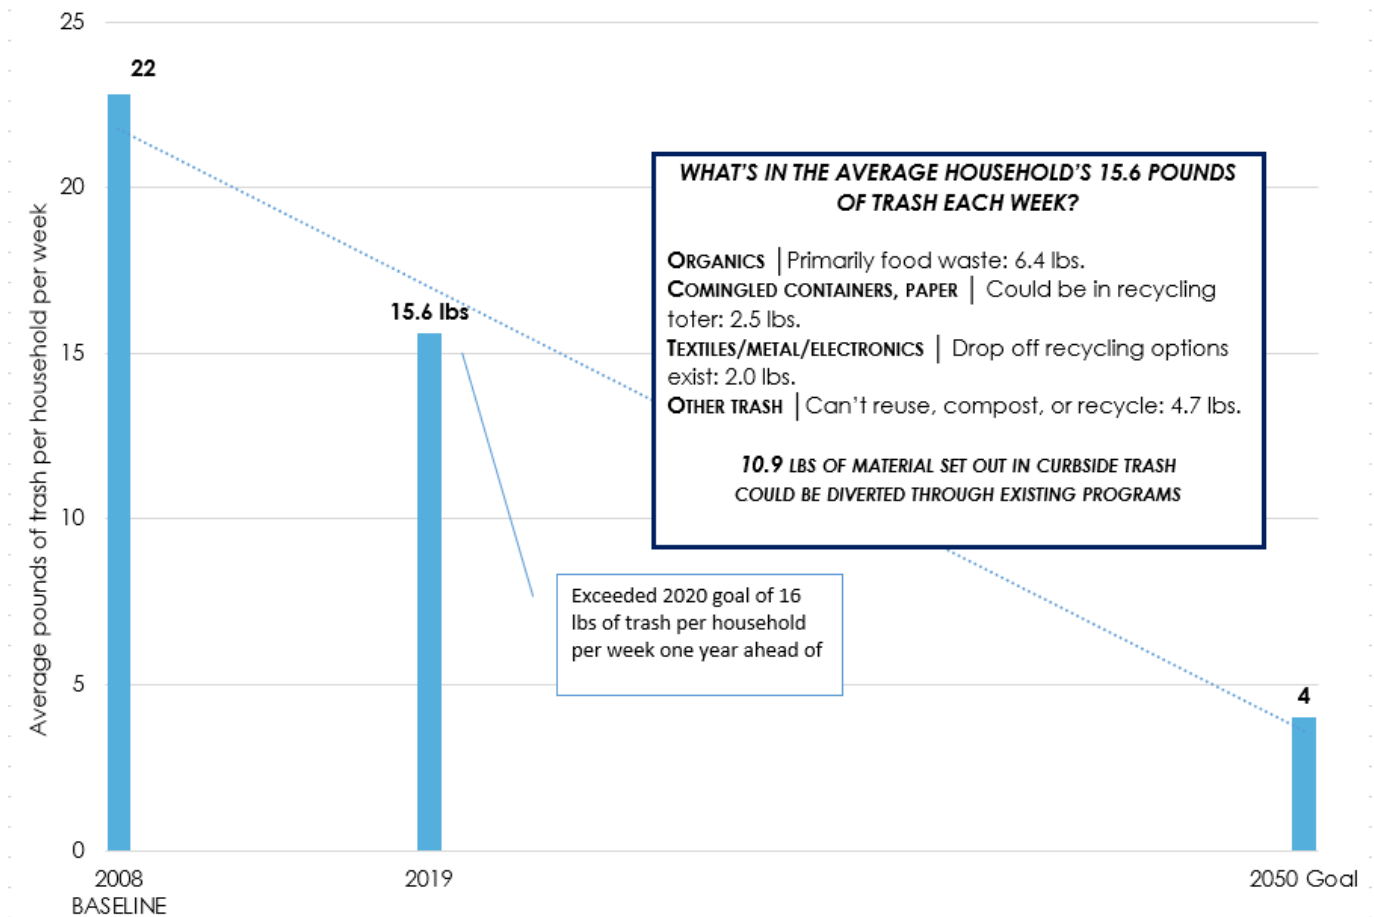 25
22
20
15
10
5
0
Average pounds of trash per household per week
15.6 lbs
WHAT'S IN THE AVERAGE HOUSEHOLD'S 15.6 POUNDS
OF TRASH EACH WEEK?
ORGANICS | Primarily food waste: 6.4 lbs.
COMINGLED CONTAINERS, PAPER | Could be in recycling
toter: 2.5 lbs.
TEXTILES/METAL/ELECTRONICS | Drop off recycling options
exist: 2.0 lbs.
OTHER TRASH | Can't reuse, compost, or recycle: 4.7 lbs.
10.9 LBS OF MATERIAL SET OUT IN CURBSIDE TRASH
COULD BE DIVERTED THROUGH EXISTING PROGRAMS
Exceeded 2020 goal of 16
lbs of trash per household
per week one year ahead of
4
2008
BASELINE
2019
2050 Goal